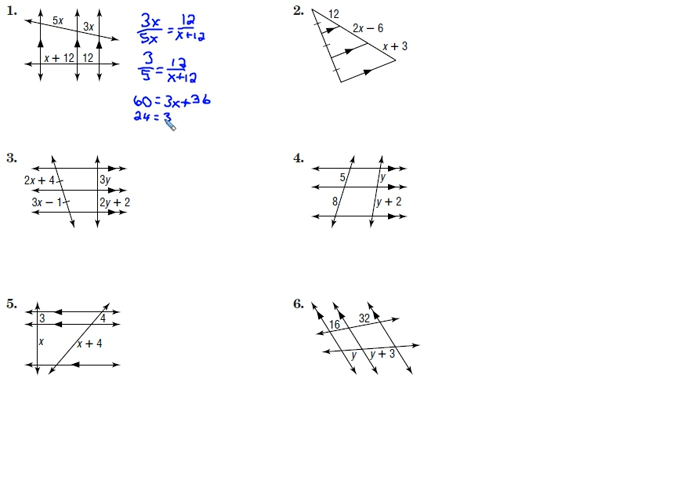 1.
5x
3x
x + 12
12
3x/5x = 12/x+12
3/5 = 12/x+12
60 = 3x+36
24 = 3
2.
12
2x − 6
x + 3
3.
2x + 4
3y
3x − 1
2y + 2
4.
5
y
8
y + 2
5.
3
4
x
x + 4
6.
16
32
y
y + 3